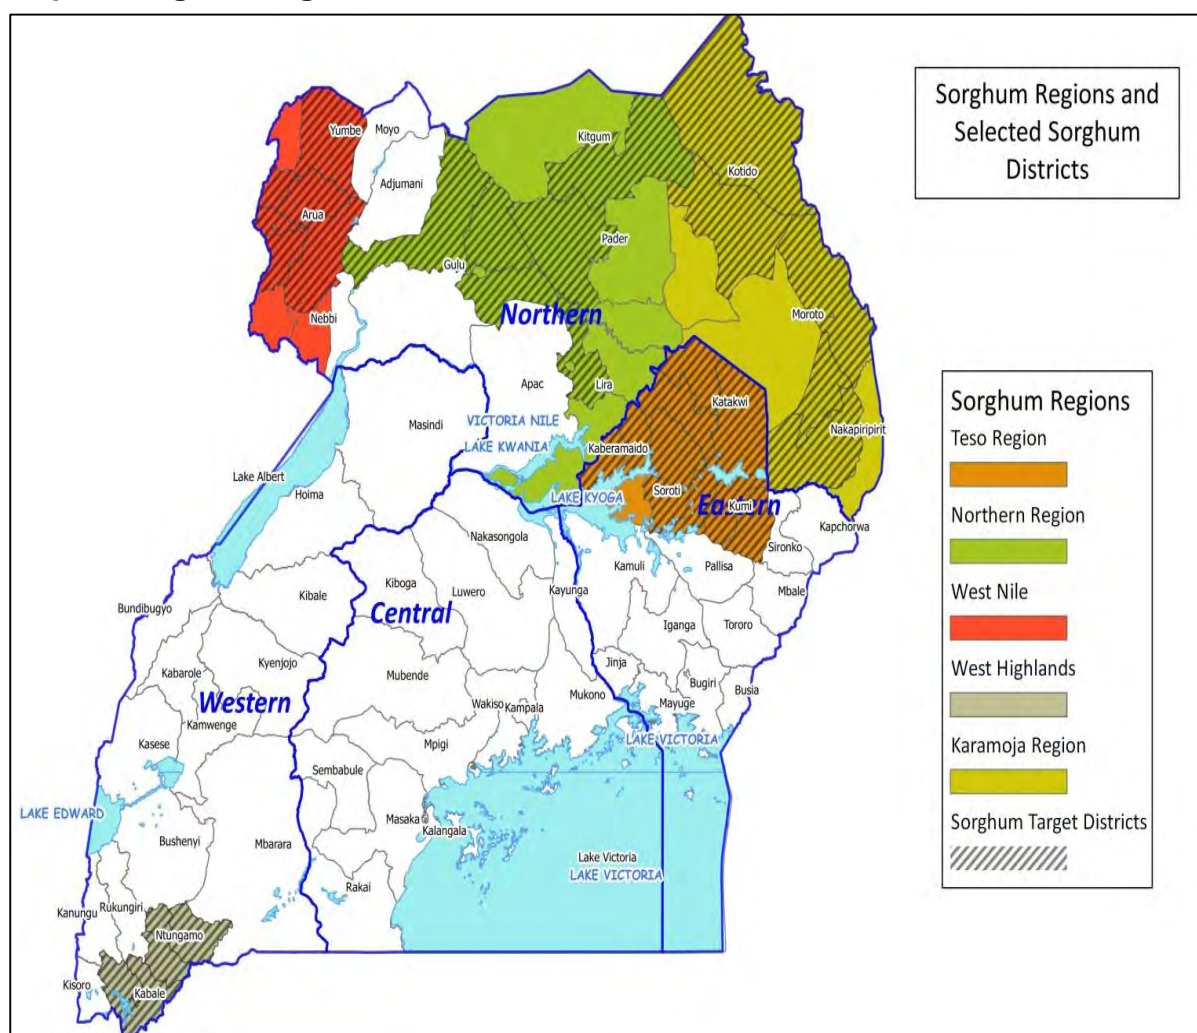 Sorghum Regions and
Selected Sorghum
Districts
Yumbe
Moyo
Kitgum
Adjumani
Kotido
Arua
Pader
Gulu
Nebbi
Northern
Moroto
Apac
Lira
Katakwi
Masindi
VICTORIA NILE
Nakapiripirit
LAKE KWANIA
Kaberamaido
Lake Albert
Hoima
Soroti
LAKE KYOGA
Eastern
Kumi
Kapchorwa
Nakasongola
Sironko
Kamuli
Pallisa
Kiboga
Luwero
Kayunga
Mbale
Kibale
Bundibugyo
Central
Iganga
Tororo
Kyenjojo
Jinja
Kabarole
Mubende
Bugiri
Busia
Western
Wakiso
Kampala
Mukono
Mayuge
Kamwenge
Mpigi
LAKE VICTORIA
Kasese
Sembabule
LAKE EDWARD
Masaka
Kalangala
Bushenyi
Mbarara
Lake Victoria
LAKE VICTORIA
Rakai
Kanungu
Rukungiri
Ntungamo
Kisoro
Kabale
Sorghum Regions
Teso Region
Northern Region
West Nile
West Highlands
Karamoja Region
Sorghum Target Districts